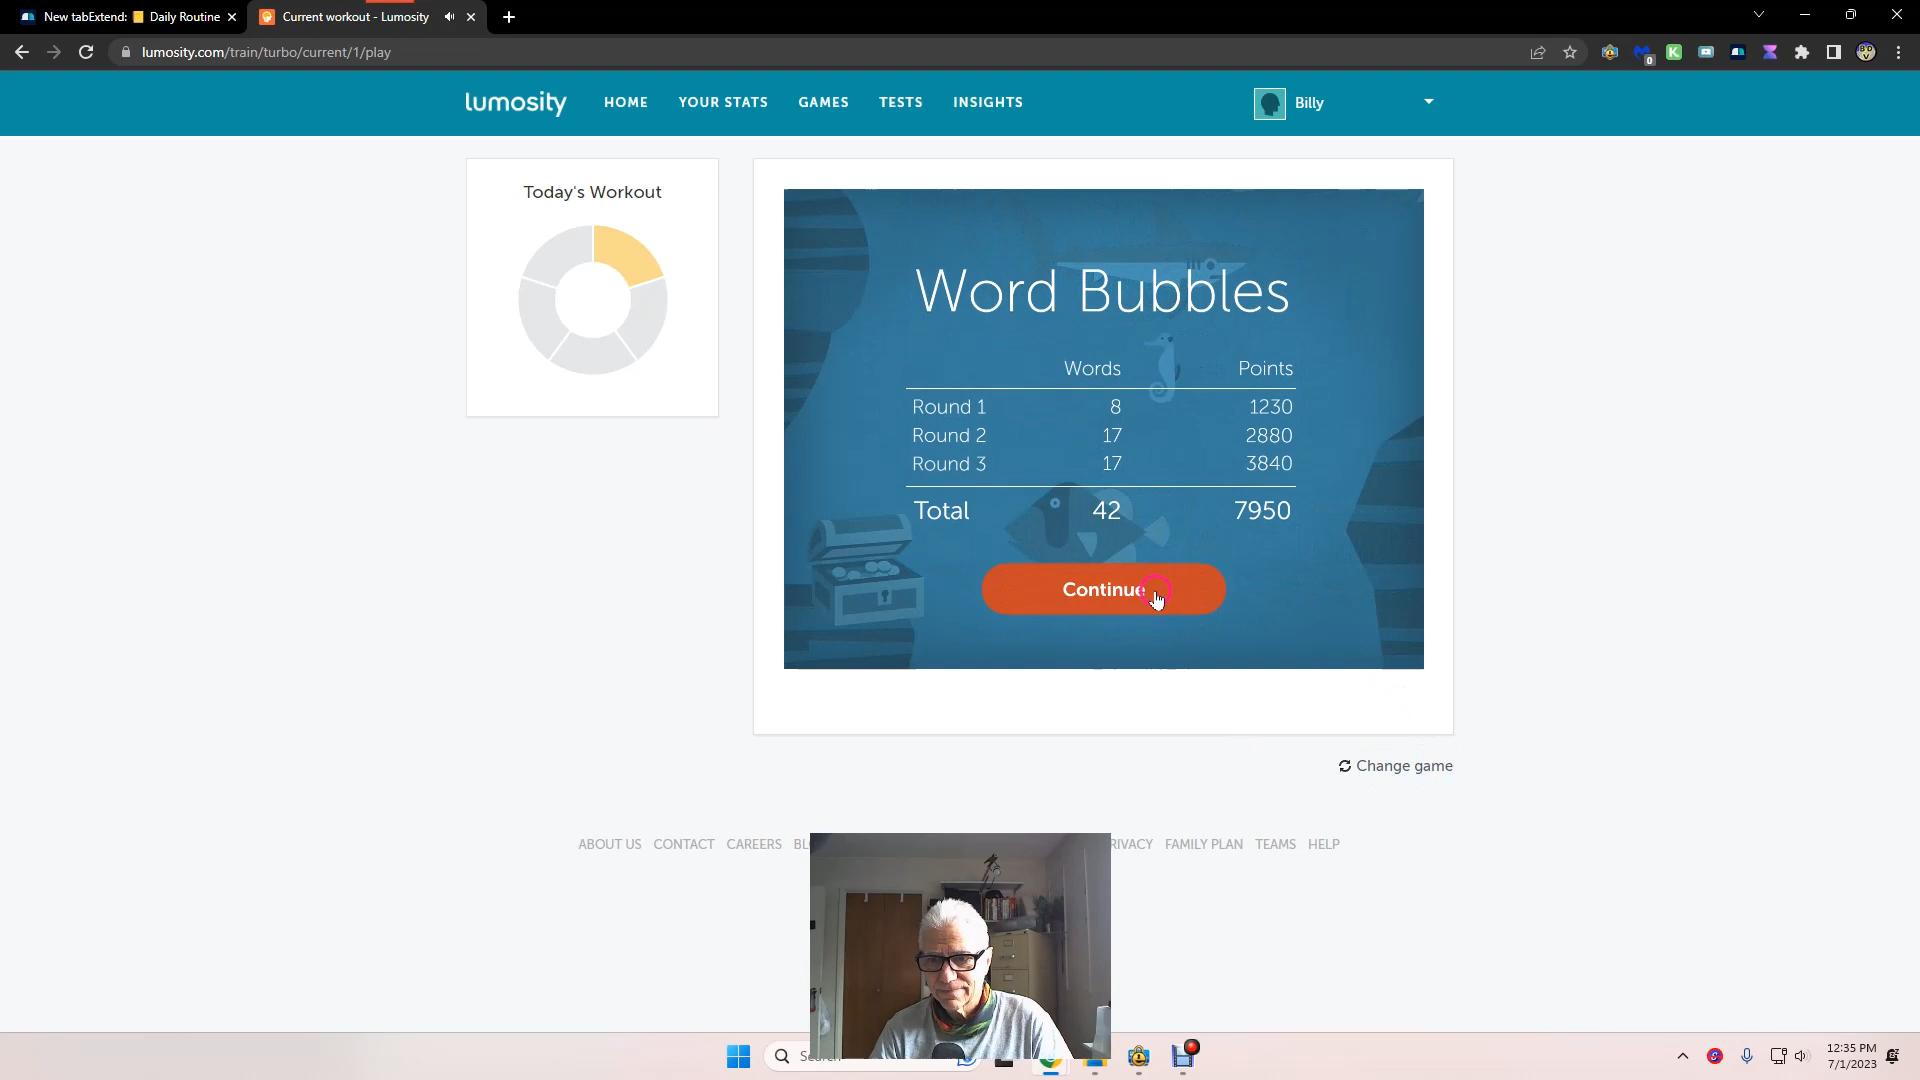 New tabExtend: Daily Routine
Current workout - Lumosity
lumosity.com/train/turbo/current/1/play
0
lumosity HOME YOUR STATS GAMES TESTS INSIGHTS Billy
Today's Workout
Word Bubbles
Words Points
Round 1 8 1230
Round 2 17 2880
Round 3 17 3840
Total 42 7950
Continue
Change game
ABOUT US CONTACT CAREERS FAMILY PLAN TEAMS HELP
12:35 PM
7/1/2023